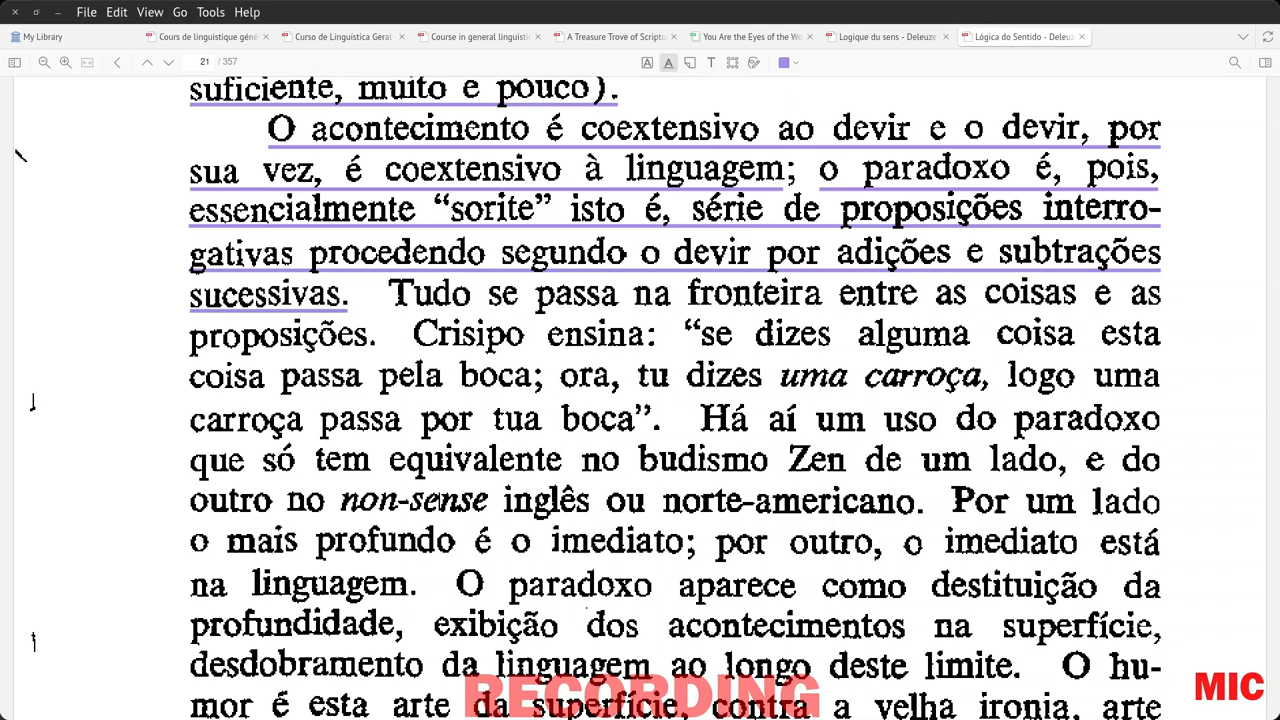 File Edit View Go Tools Help
My Library
Cours de linguistique géné
Curso de Linguística Geral
Course in general linguisti
A Treasure Trove of Scriptu
You Are the Eyes of the Wo
Logique du sens - Deleuze
Lógica do Sentido - Deleuz
21 / 357
suficiente, muito e pouco).
O acontecimento é coextensivo ao devir e o devir, por
sua vez, é coextensivo à linguagem; o paradoxo é, pois,
essencialmente “sorite” isto é, série de proposições interro-
gativas procedendo segundo o devir por adições e subtrações
sucessivas. Tudo se passa na fronteira entre as coisas e as
proposições. Crisipo ensina: “se dizes alguma coisa esta
coisa passa pela boca; ora, tu dizes uma carroça, logo uma
carroça passa por tua boca”. Há aí um uso do paradoxo
que só tem equivalente no budismo Zen de um lado, e do
outro no non-sense inglês ou norte-americano. Por um lado
o mais profundo é o imediato; por outro, o imediato está
na linguagem. O paradoxo aparece como destituição da
profundidade, exibição dos acontecimentos na superfície,
desdobramento da linguagem ao longo deste limite. O hu-
mor é esta arte da superfície, contra a velha ironia, arte
RECORDING
MIC